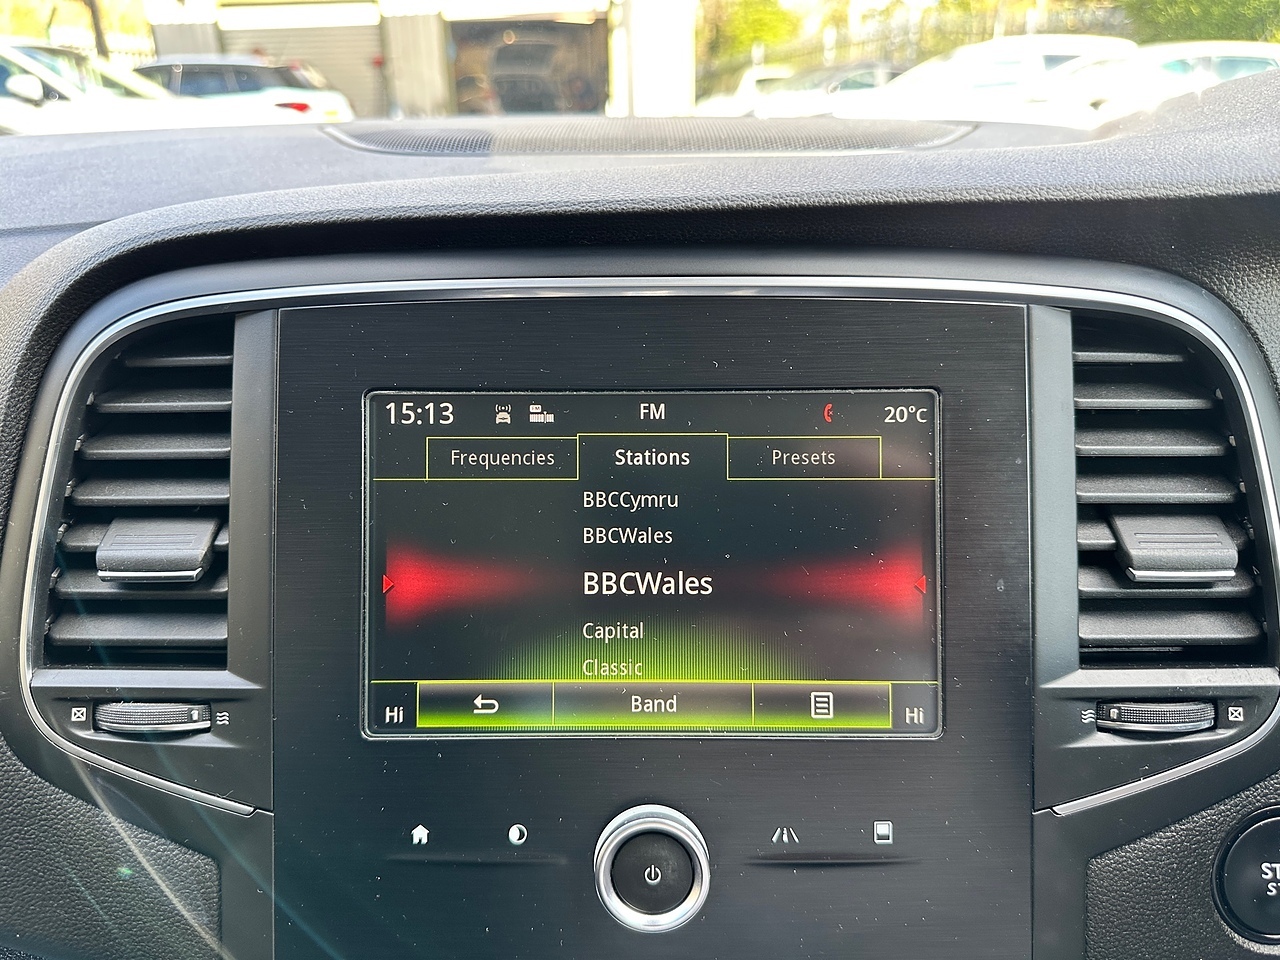 15:13 FM 20°C
Frequencies Stations Presets
BBCCymru
BBCWales
BBCWales
Capital
Classic
Hi Band Hi